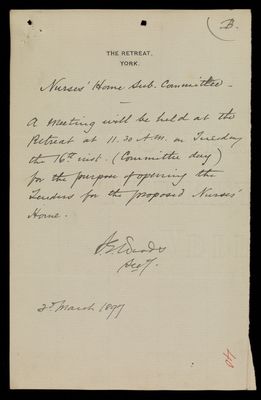 (B.
THE RETREAT,
YORK.
Nurses' Home Sub. Committee -
A Meeting will be held at the
Retreat at 11.30 A.M. on Tuesday
the 16th inst. (Committee day)
for the purpose of opening the
Tenders for the proposed Nurses'
Home.
Secy.
March 1897